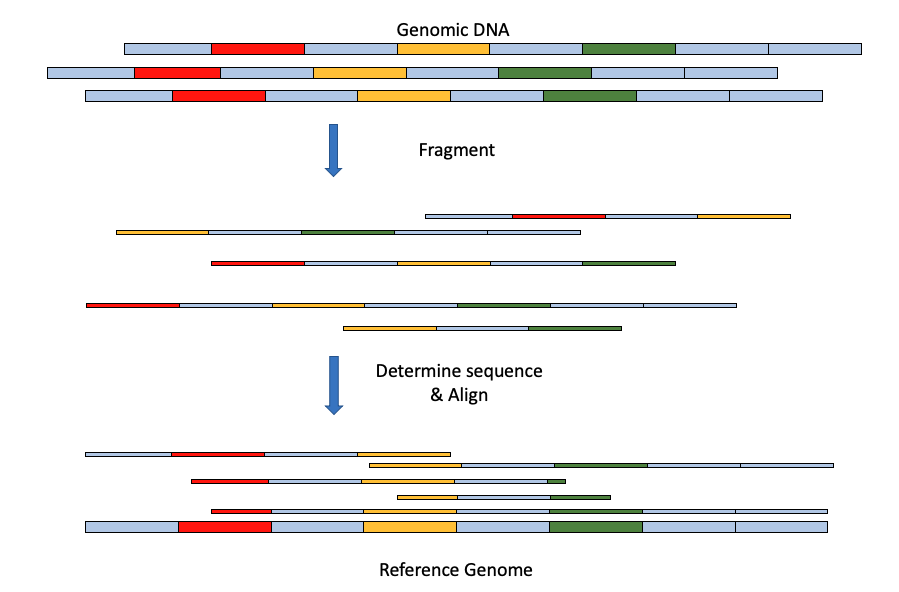 Genomic DNA
Fragment
Determine sequence
& Align
Reference Genome